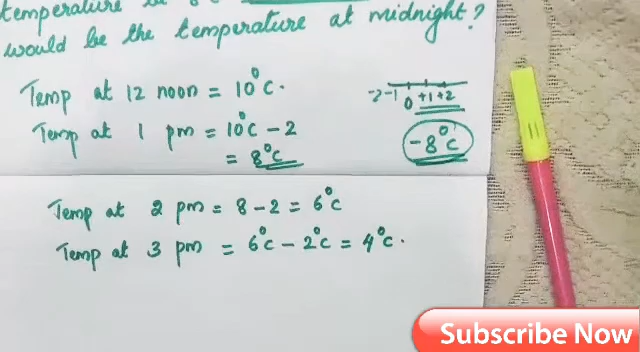 temperature be 8°
would be the temperature at midnight?
Temp at 12 noon = 10°C.
Temp at 1 pm = 10°C - 2
= 8°C
-2 -1 0 +1 +2
-8°C
Temp at 2 pm = 8 - 2 = 6°C
Temp at 3 pm = 6°C - 2°C = 4°C.
Subscribe Now